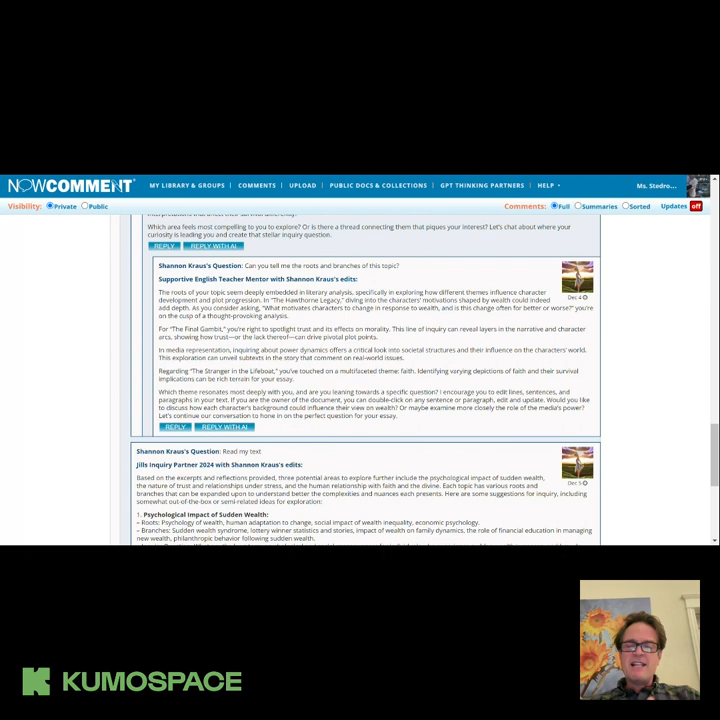 NOWCOMMENT
MY LIBRARY & GROUPS | COMMENTS | UPLOAD | PUBLIC DOCS & COLLECTIONS | GPT THINKING PARTNERS | HELP
Ms. Stedro...
Visibility: Private Public
Comments: Full Summaries Sorted Updates off
Which area feels most compelling to you to explore? Or is there a thread connecting them that piques your interest? Let's chat about where your
curiosity is leading you and create that stellar inquiry question.
REPLY REPLY WITH AI
Shannon Kraus's Question: Can you tell me the roots and branches of this topic?
Supportive English Teacher Mentor with Shannon Kraus's edits:
Dec 4
The roots of your topic seem deeply embedded in literary analysis, specifically in exploring how different themes influence character
development and plot progression. In "The Hawthorne Legacy," diving into the characters' motivations shaped by wealth could indeed
add depth. As you consider asking, "What motivates characters to change in response to wealth, and is this change often for better or worse?" you're
on the cusp of a thought-provoking analysis.
For "The Final Gambit," you're right to spotlight trust and its effects on morality. This line of inquiry can reveal layers in the narrative and character
arcs, showing how trust—or the lack thereof—can drive pivotal plot points.
In media representation, inquiring about power dynamics offers a critical look into societal structures and their influence on the characters' world.
This exploration can unveil subtexts in the story that comment on real-world issues.
Regarding "The Stranger in the Lifeboat," you've touched on a multifaceted theme: faith. Identifying varying depictions of faith and their survival
implications can be rich terrain for your essay.
Which theme resonates most deeply with you, and are you leaning towards a specific question? I encourage you to edit lines, sentences, and
paragraphs in your text. If you are the owner of the document, you can double-click on any sentence or paragraph, edit and update. Would you like
to discuss how each character's background could influence their view on wealth? Or maybe examine more closely the role of the media's power?
Let's continue our conversation to hone in on the perfect question for your essay.
REPLY REPLY WITH AI
Shannon Kraus's Question: Read my text
Jills Inquiry Partner 2024 with Shannon Kraus's edits:
Dec 5
Based on the excerpts and reflections provided, three potential areas to explore further include the psychological impact of sudden wealth,
the nature of trust and relationships under stress, and the human relationship with faith and the divine. Each topic has various roots and
branches that can be expanded upon to understand better the complexities and nuances each presents. Here are some suggestions for inquiry, including
somewhat out-of-the-box or semi-related ideas for exploration:
1. Psychological Impact of Sudden Wealth:
– Roots: Psychology of wealth, human adaptation to change, social impact of wealth inequality, economic psychology.
– Branches: Sudden wealth syndrome, lottery winner statistics and stories, impact of wealth on family dynamics, the role of financial education in managing
new wealth, philanthropic behavior following sudden wealth.
KUMOSPACE